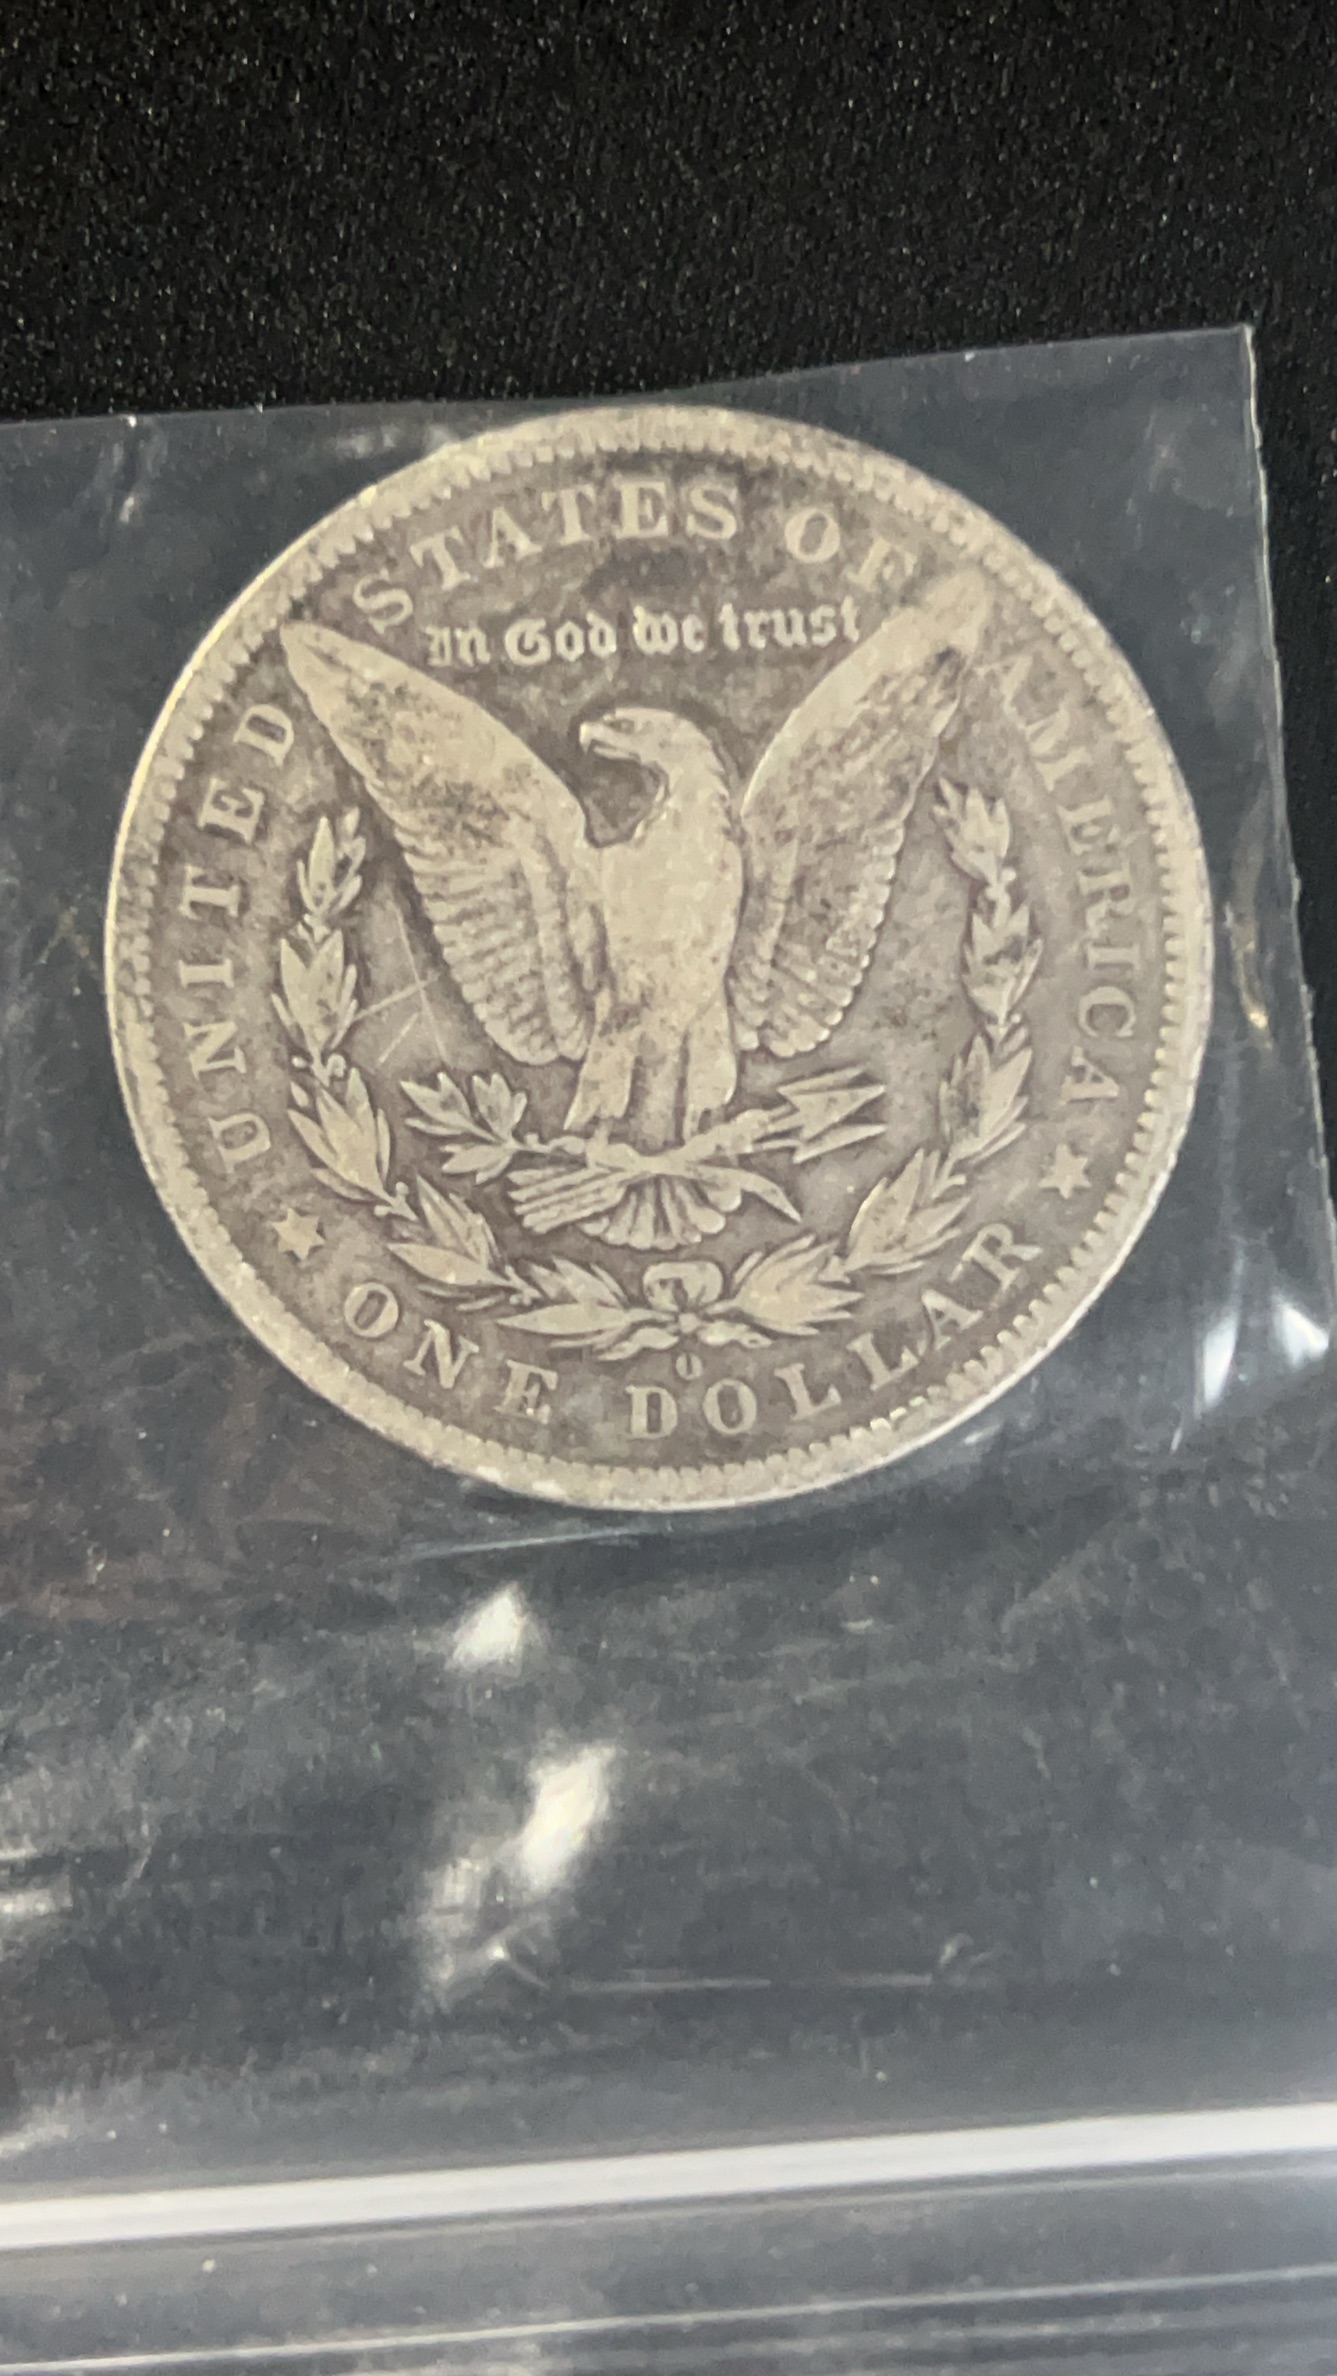 UNITED STATES OF AMERICA
In God we trust
O
ONE DOLLAR